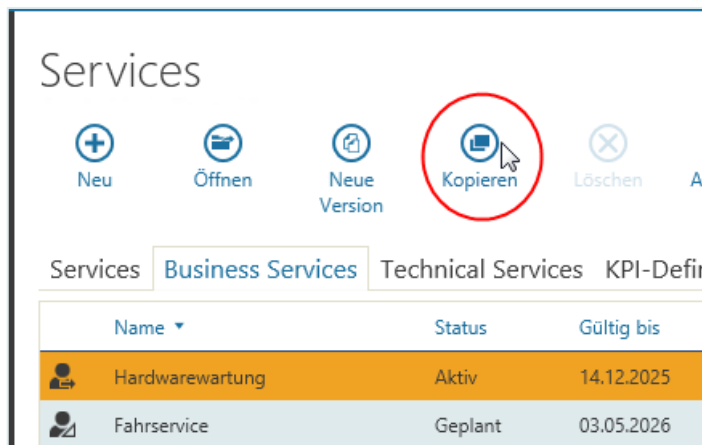 Services
Neu Öffnen Neue Version Kopieren Löschen
Services Business Services Technical Services
Name Status Gültig bis
Hardwarewartung Aktiv 14.12.2025
Fahrservice Geplant 03.05.2026